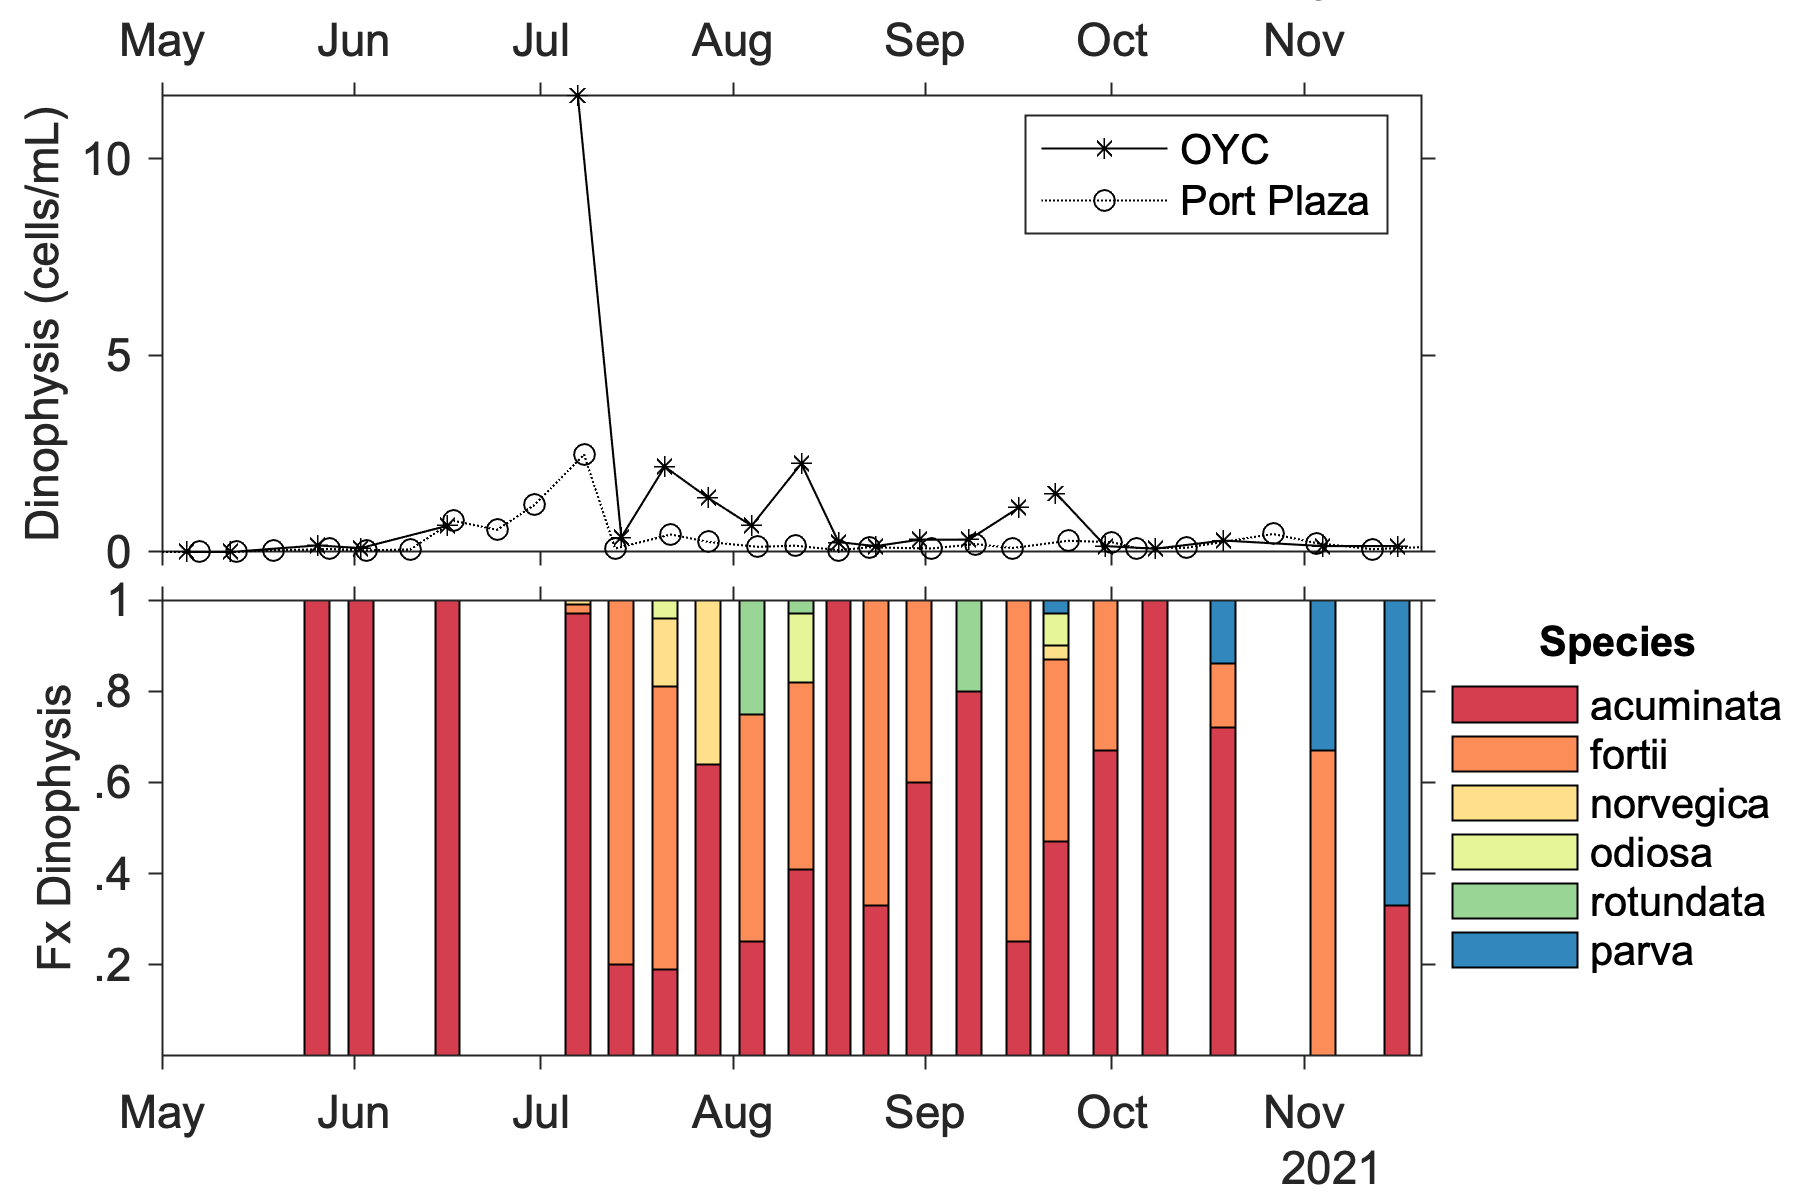 May Jun Jul Aug Sep Oct Nov
Dinophysis (cells/mL)
10
5
0
OYC
Port Plaza
Fx Dinophysis
1
.8
.6
.4
.2
May Jun Jul Aug Sep Oct Nov
2021
Species
acuminata
fortii
norvegica
odiosa
rotundata
parva